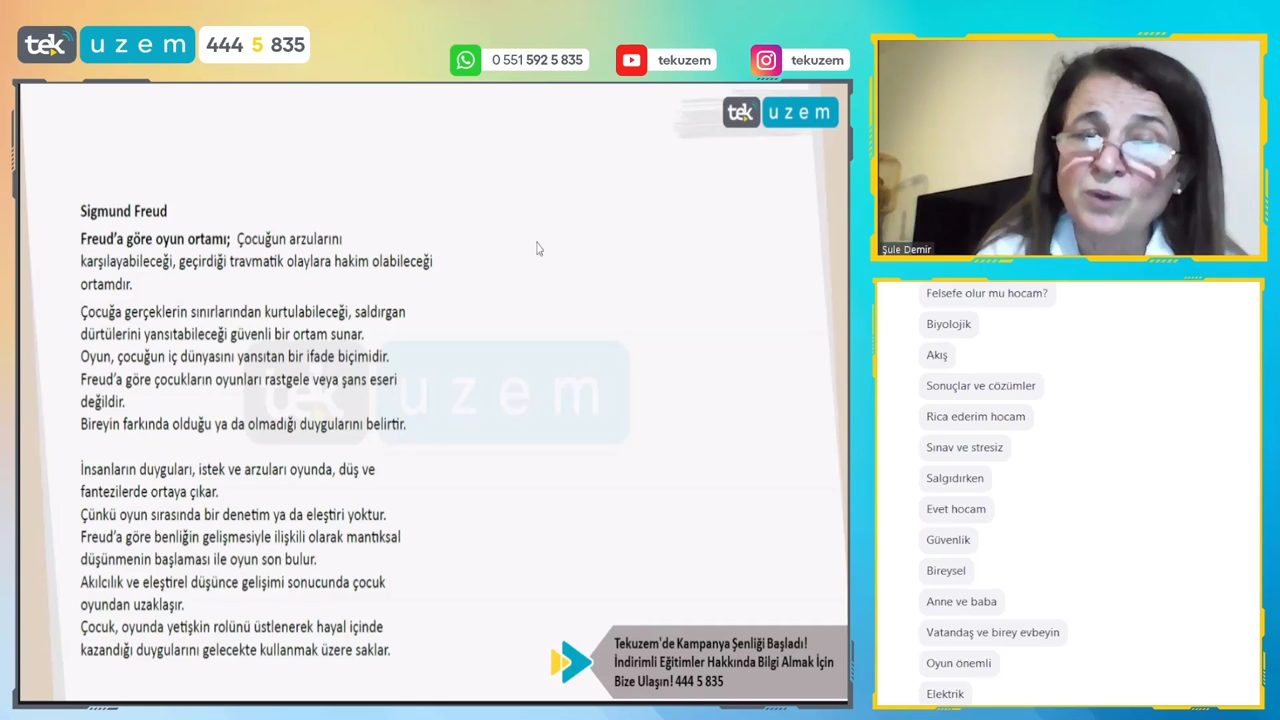 tek uzem 444 5 835
0 551 592 5 835
tekuzem
tekuzem
tek uzem
Sigmund Freud
Freud'a göre oyun ortamı; Çocuğun arzularını
karşılayabileceği, geçirdiği travmatik olaylara hakim olabileceği
ortamdır.
Çocuğa gerçeklerin sınırlarından kurtulabileceği, saldırgan
dürtülerini yansıtabileceği güvenli bir ortam sunar.
Oyun, çocuğun iç dünyasını yansıtan bir ifade biçimidir.
Freud'a göre çocukların oyunları rastgele veya şans eseri
değildir.
Bireyin farkında olduğu ya da olmadığı duygularını belirtir.
İnsanların duyguları, istek ve arzuları oyunda, düş ve
fantezilerde ortaya çıkar.
Çünkü oyun sırasında bir denetim ya da eleştiri yoktur.
Freud'a göre benliğin gelişmesiyle ilişkili olarak mantıksal
düşünmenin başlaması ile oyun son bulur.
Akılcılık ve eleştirel düşünce gelişimi sonucunda çocuk
oyundan uzaklaşır.
Çocuk, oyunda yetişkin rolünü üstlenerek hayal içinde
kazandığı duygularını gelecekte kullanmak üzere saklar.
tek uzem
Tekuzem'de Kampanya Şenliği Başladı!
İndirimli Eğitimler Hakkında Bilgi Almak İçin
Bize Ulaşın! 444 5 835
Şule Demir
Felsefe olur mu hocam?
Biyolojik
Akış
Sonuçlar ve cözümler
Rica ederim hocam
Sınav ve stresiz
Salgıdırken
Evet hocam
Güvenlik
Bireysel
Anne ve baba
Vatandaş ve birey evbeyin
Oyun önemli
Elektrik